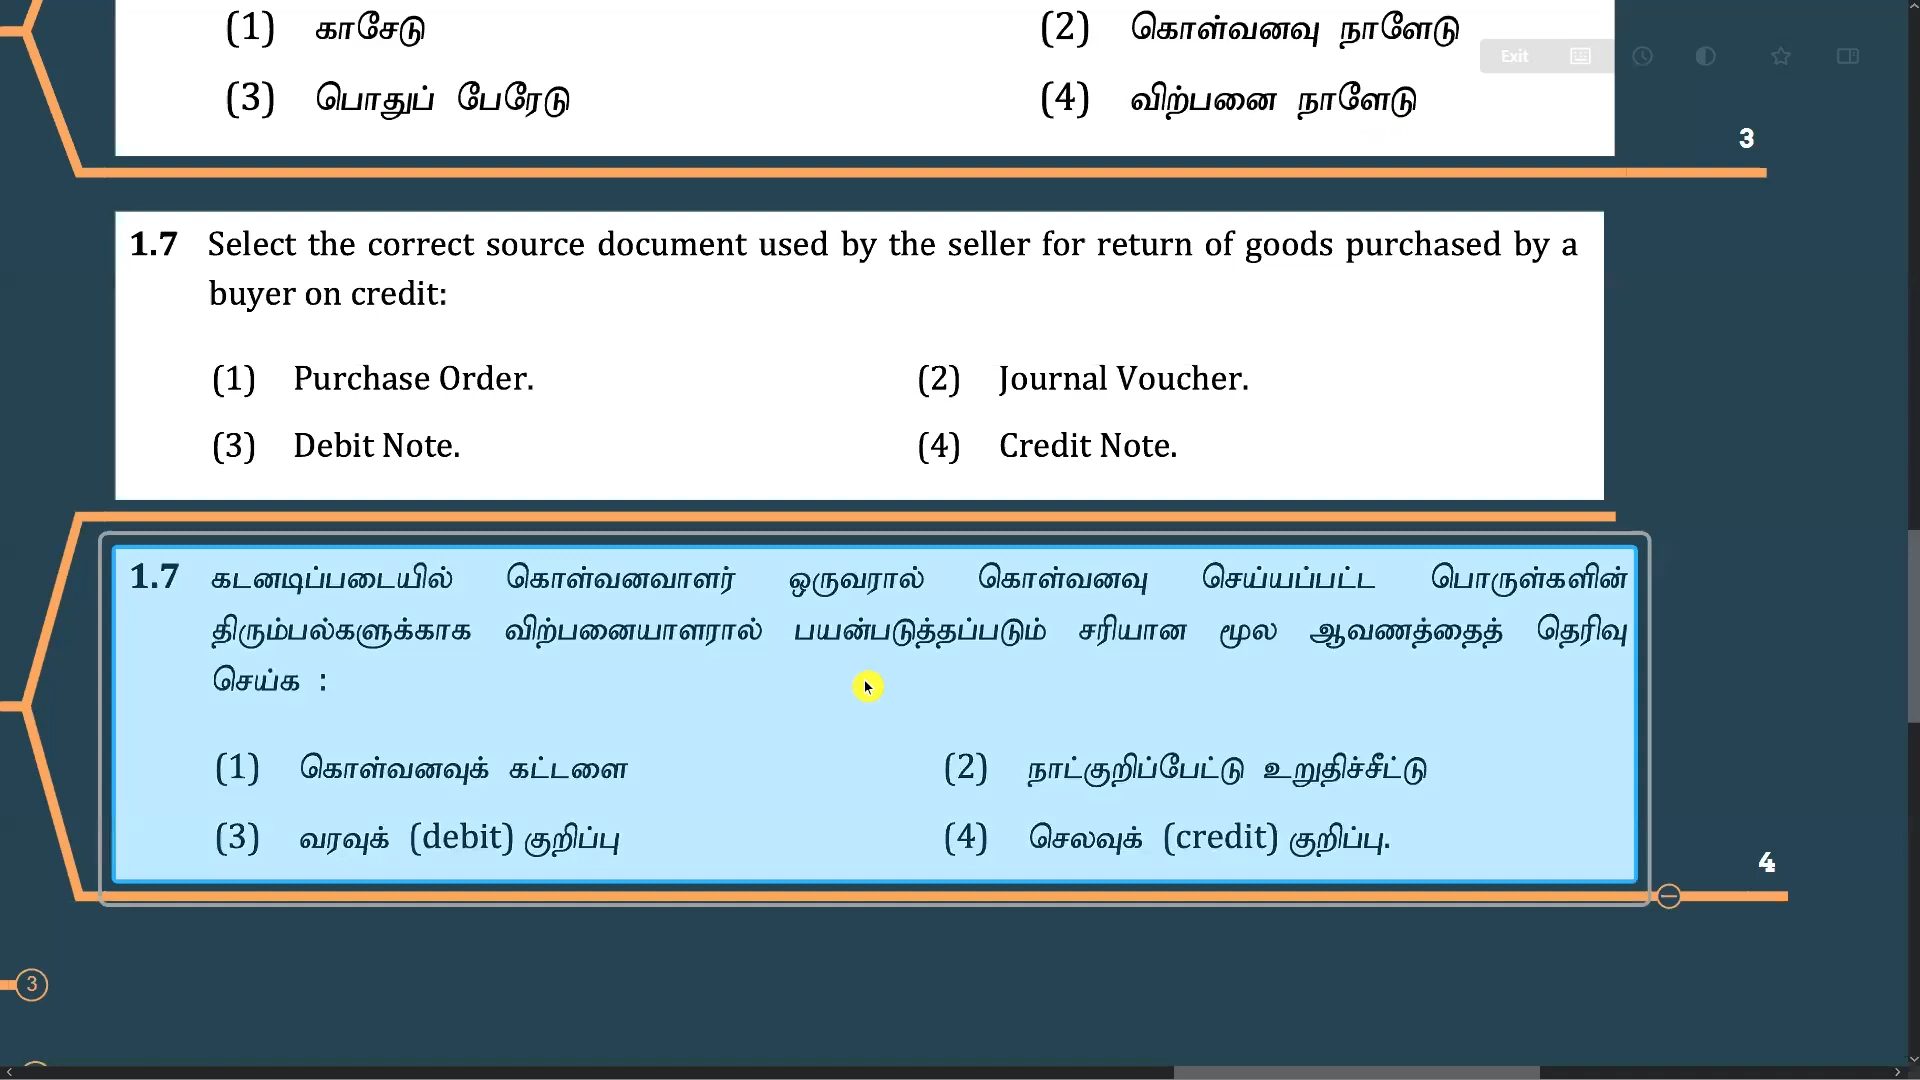 (1) காசேடு (2) கொள்வனவு நாளேடு
Exit
(3) பொதுப் பேரேடு (4) விற்பனை நாளேடு
3
1.7 Select the correct source document used by the seller for return of goods purchased by a
buyer on credit:
(1) Purchase Order. (2) Journal Voucher.
(3) Debit Note. (4) Credit Note.
1.7 கடனடிப்படையில் கொள்வனவாளர் ஒருவரால் கொள்வனவு செய்யப்பட்ட பொருள்களின்
திரும்பல்களுக்காக விற்பனையாளரால் பயன்படுத்தப்படும் சரியான மூல ஆவணத்தைத் தெரிவு
செய்க :
(1) கொள்வனவுக் கட்டளை (2) நாட்குறிப்பேட்டு உறுதிச்சீட்டு
(3) வரவுக் (debit) குறிப்பு (4) செலவுக் (credit) குறிப்பு.
4
3